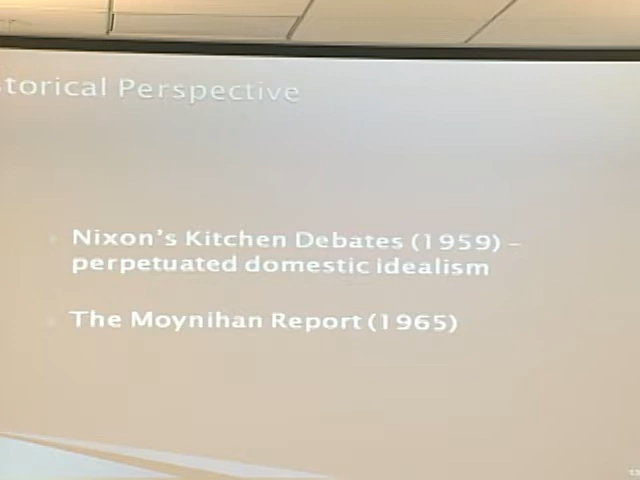 torical Perspective
Nixon's Kitchen Debates (1959) –
perpetuated domestic idealism
The Moynihan Report (1965)